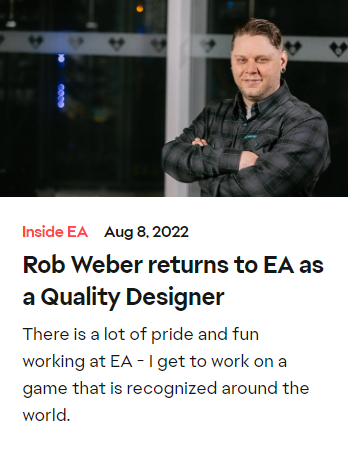 Inside EA Aug 8, 2022
Rob Weber returns to EA as
a Quality Designer
There is a lot of pride and fun
working at EA - I get to work on a
game that is recognized around the
world.